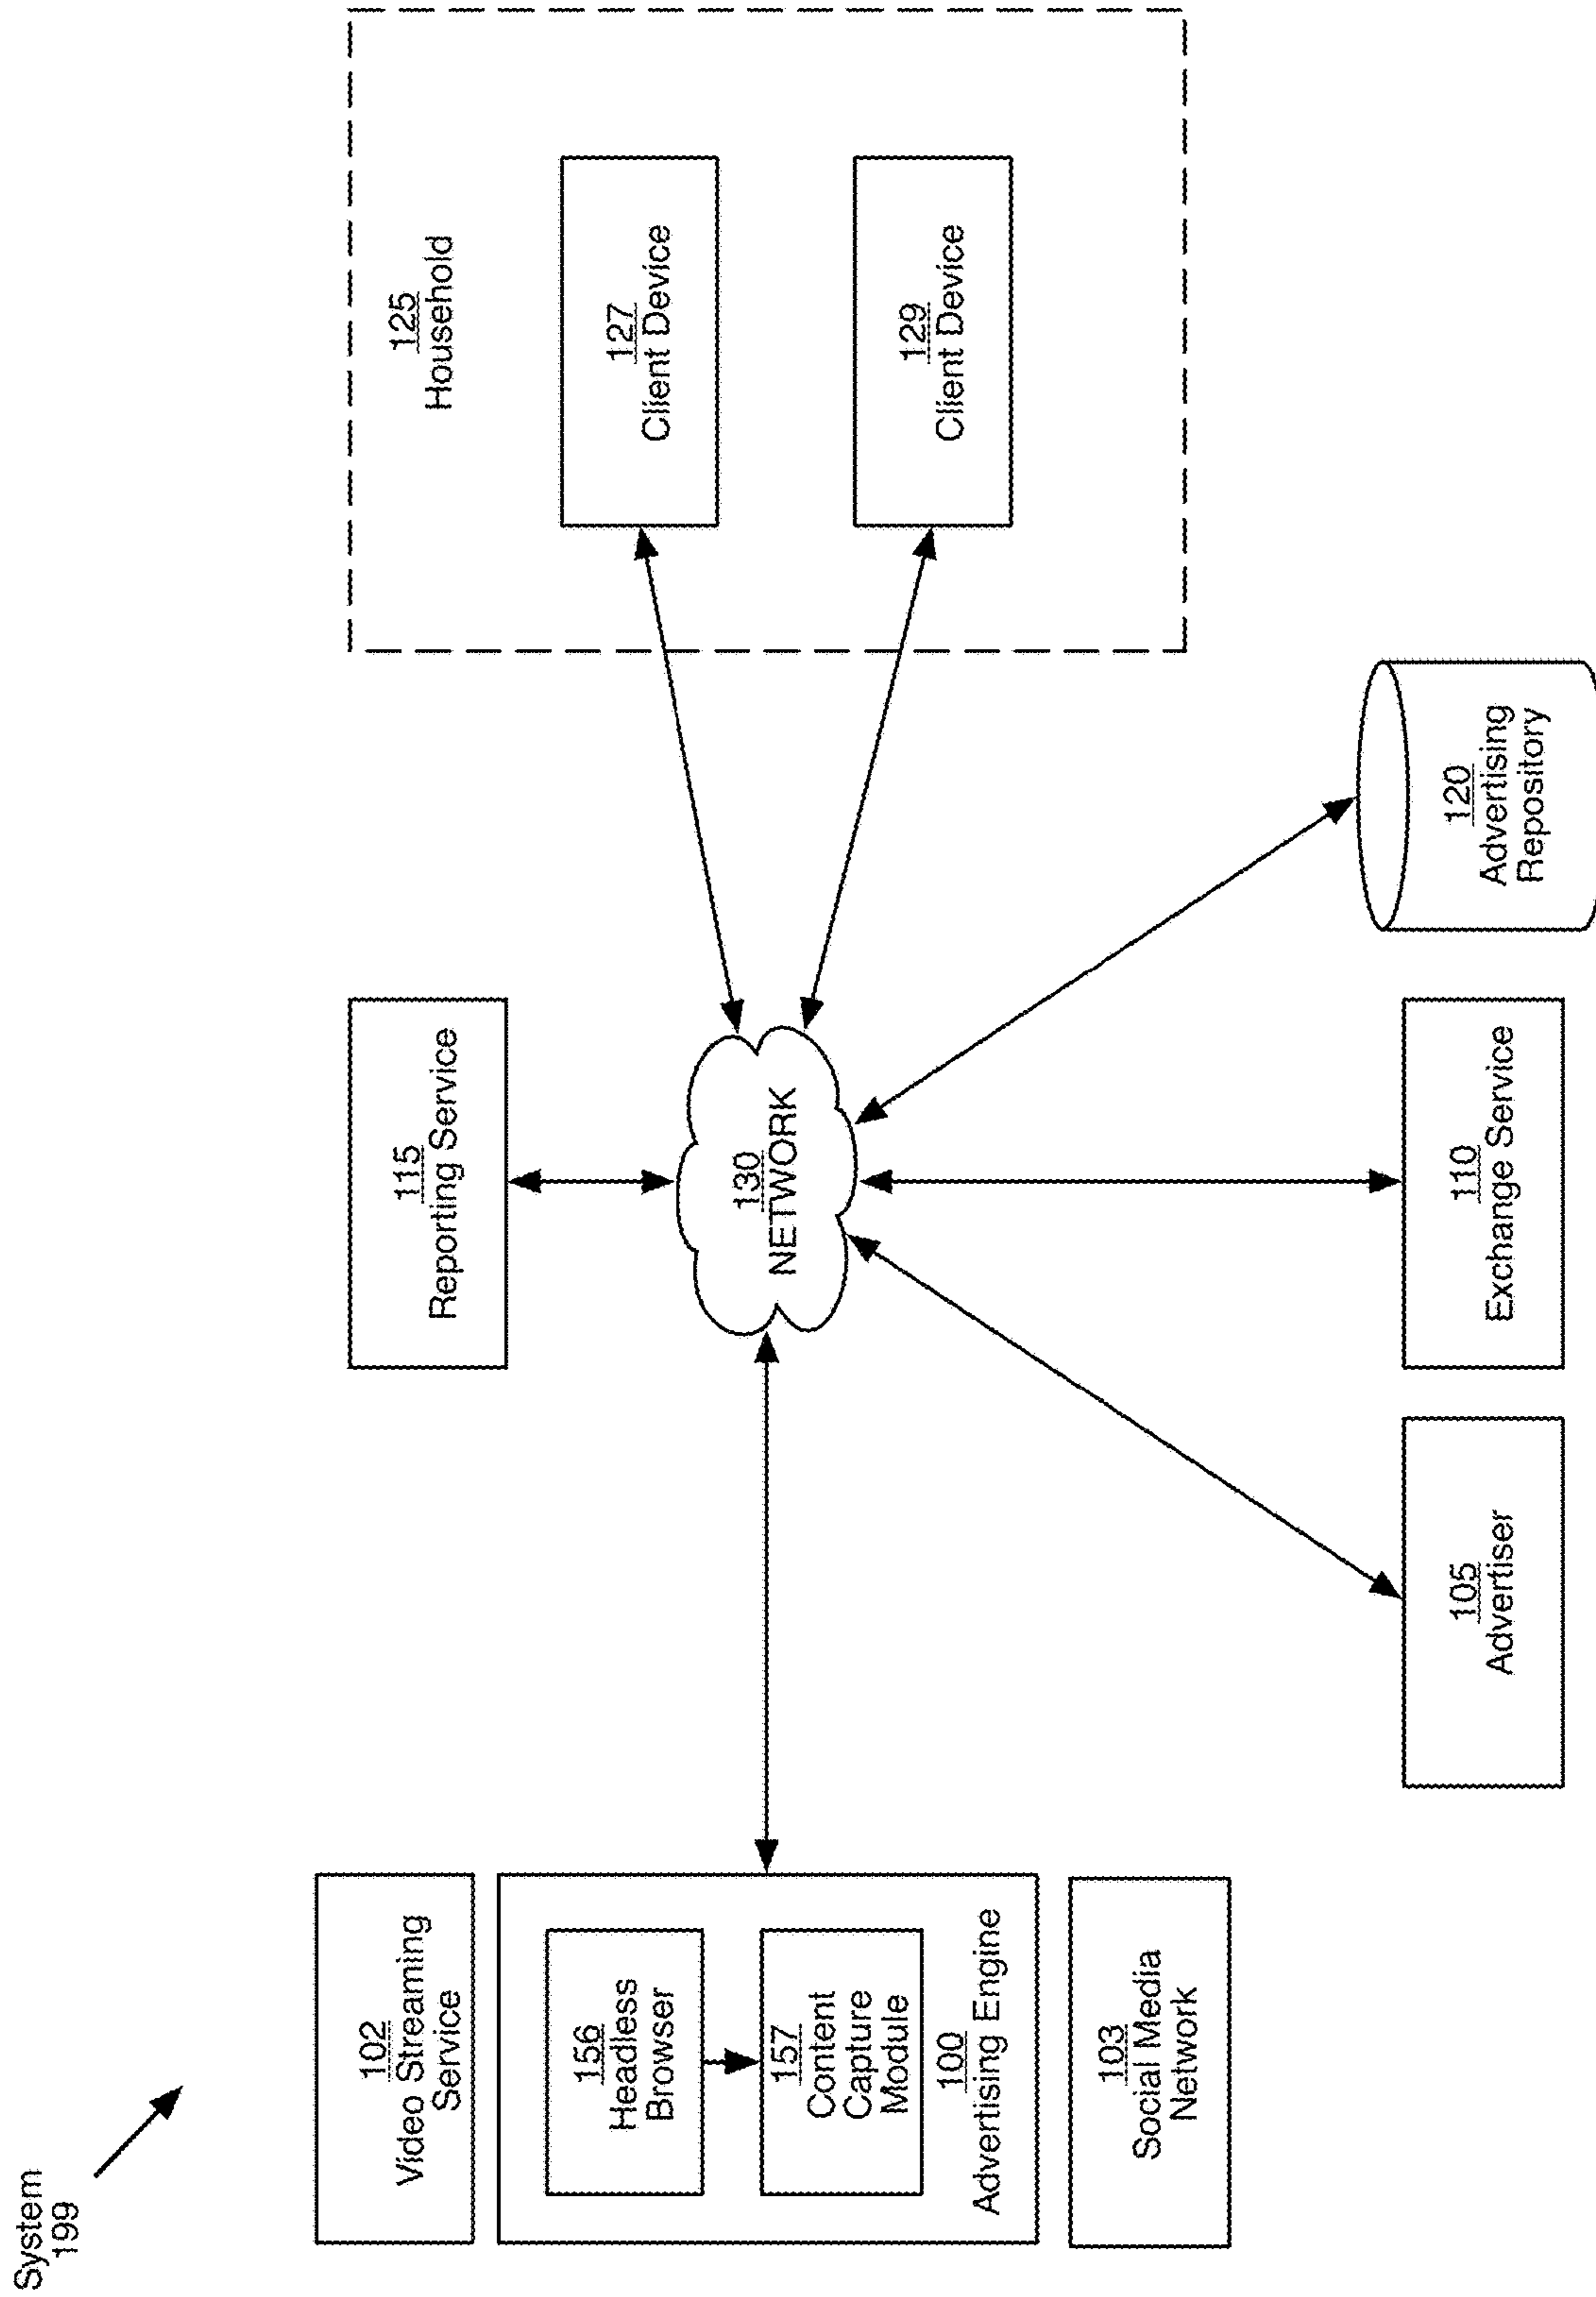 System
199
102
Video Streaming
Service
156
Headless
Browser
157
Content
Capture
Module
100
Advertising Engine
103
Social Media
Network
115
Reporting Service
130
NETWORK
105
Advertiser
110
Exchange Service
120
Advertising
Repository
125
Household
127
Client Device
129
Client Device